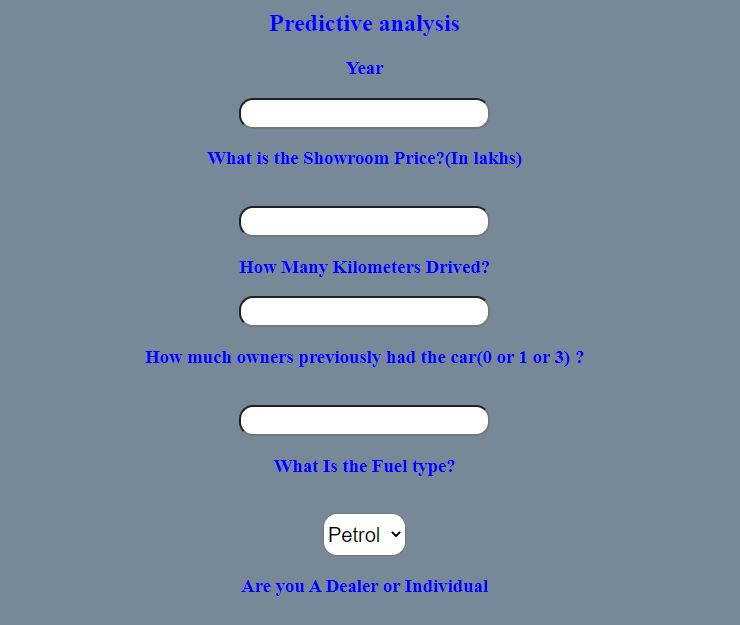 Predictive analysis
Year
What is the Showroom Price?(In lakhs)
How Many Kilometers Drived?
How much owners previously had the car(0 or 1 or 3) ?
What Is the Fuel type?
Petrol
Are you A Dealer or Individual